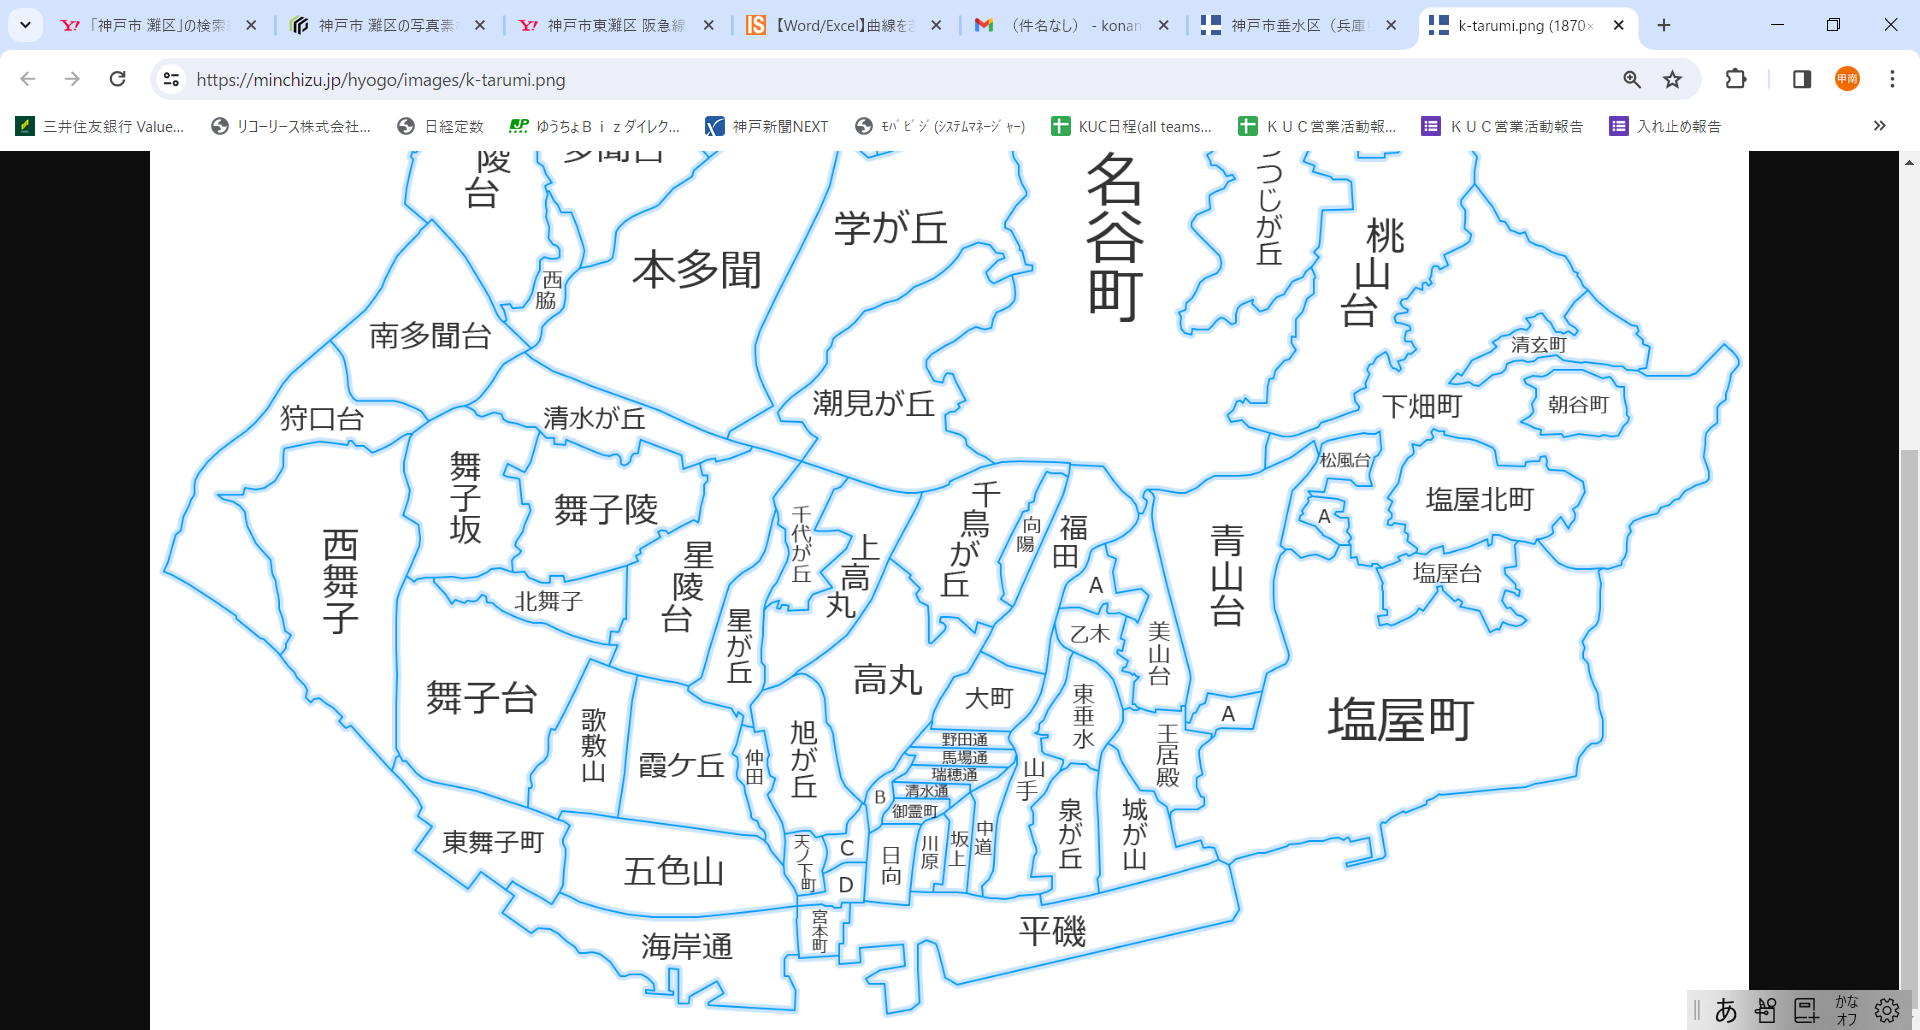 「神戸市 灘区」の検索
神戸市 灘区の写真素
神戸市東灘区 阪急線
【Word/Excel】曲線を
（件名なし） - konan
神戸市垂水区（兵庫
k-tarumi.png (1870×
https://minchizu.jp/hyogo/images/k-tarumi.png
甲南
三井住友銀行 Value...
ﾘｺｰﾘｰｽ株式会社...
日経定数
ゆうちょＢｉｚダイレク...
神戸新聞NEXT
ﾓﾊﾞﾋﾞｼﾞ(ｼｽﾃﾑﾏﾈｰｼﾞｬｰ)
KUC日程(all teams...
ＫＵＣ営業活動報...
ＫＵＣ営業活動報告
入れ止め報告
陵台
多聞台
学が丘
名谷町
つつじが丘
桃山台
本多聞
西脇
南多聞台
清玄町
潮見が丘
下畑町
朝谷町
狩口台
清水が丘
松風台
舞子坂
舞子陵
千鳥が丘
塩屋北町
西舞子
星陵台
千代が丘
上高丸
向陽
福田
A
青山台
A
塩屋台
北舞子
星が丘
乙木
美山台
舞子台
高丸
大町
東垂水
A
塩屋町
歌敷山
霞ケ丘
仲田
旭が丘
野田通
馬場通
瑞穂通
清水通
御霊町
B
山手
王居殿
泉が丘
城が山
東舞子町
五色山
天ノ下町
C
D
日向
川原
坂上
中道
海岸通
宮本町
平磯
あ
かな
オフ